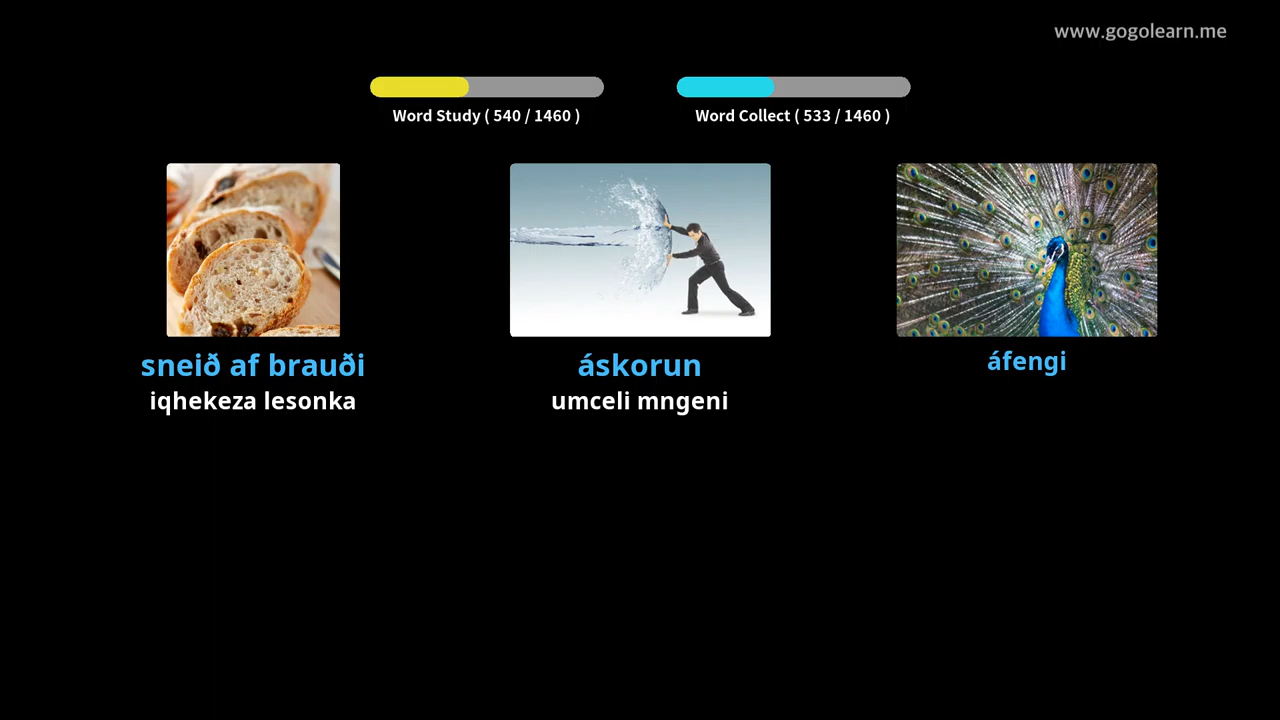 www.gogolearn.me
Word Study ( 540 / 1460 )
Word Collect ( 533 / 1460 )
sneið af brauði
iqhekeza lesonka
áskorun
umceli mngeni
áfengi